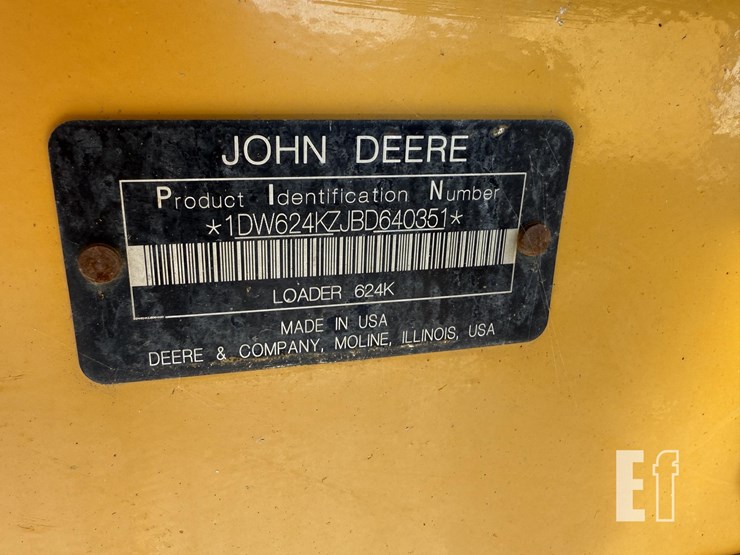 JOHN DEERE
Product Identification Number
*1DW624KZJBD640351*
LOADER 624K
MADE IN USA
DEERE & COMPANY, MOLINE, ILLINOIS, USA
Ef